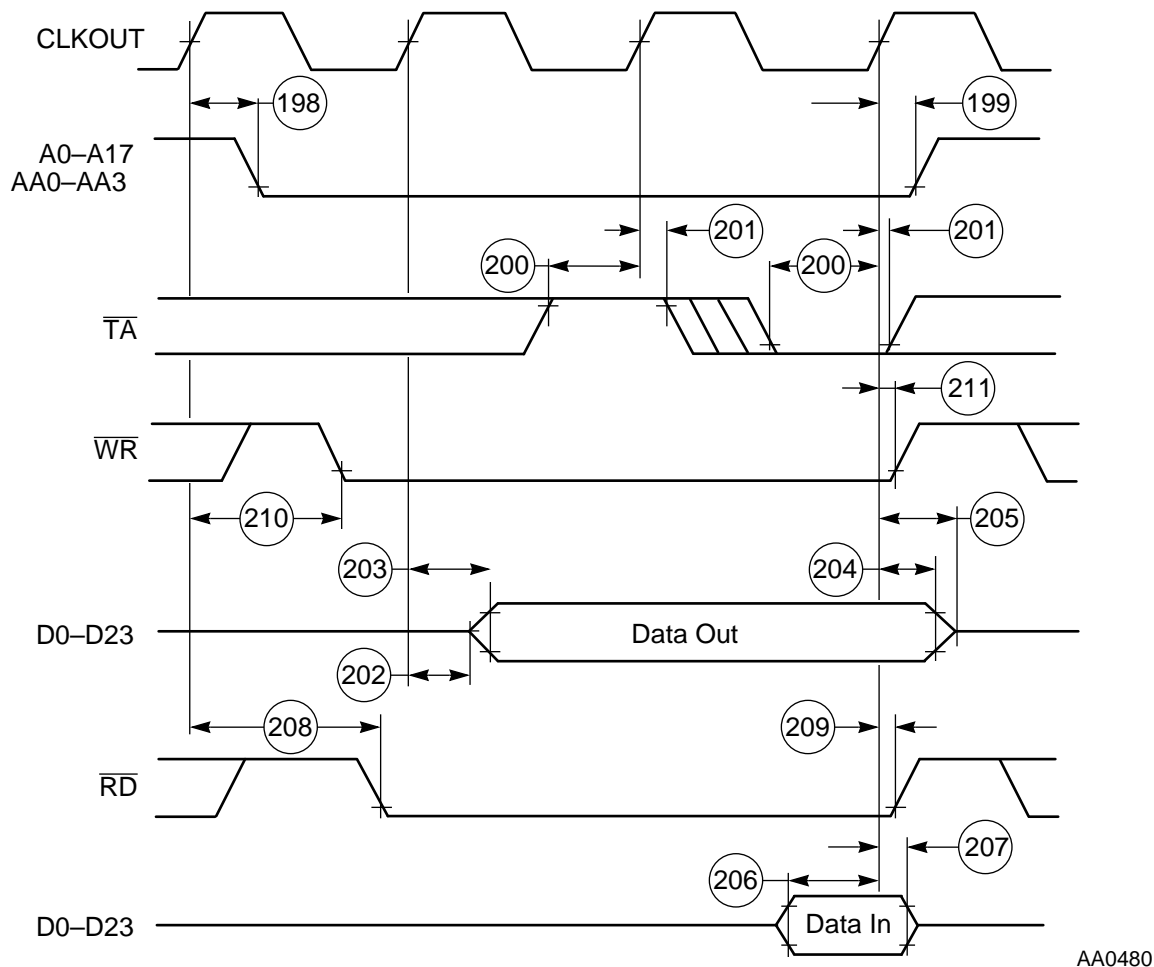 CLKOUT
198
199
A0–A17
AA0–AA3
200
201
200
201
TA
211
WR
210
205
203
204
D0–D23
Data Out
202
208
209
RD
207
206
D0–D23
Data In
AA0480